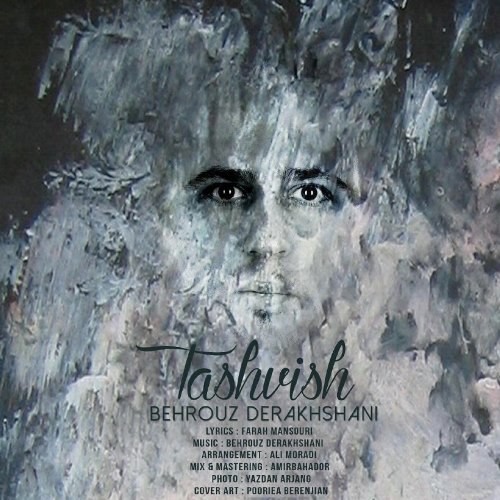 Tashvish
BEHROUZ DERAKHSHANI
LYRICS : FARAH MANSOURI
MUSIC : BEHROUZ DERAKHSHANI
ARRANGEMENT : ALI MORADI
MIX & MASTERING : AMIRBAHADOR
PHOTO : YAZDAN ARJANG
COVER ART : POORIEA BERENJIAN